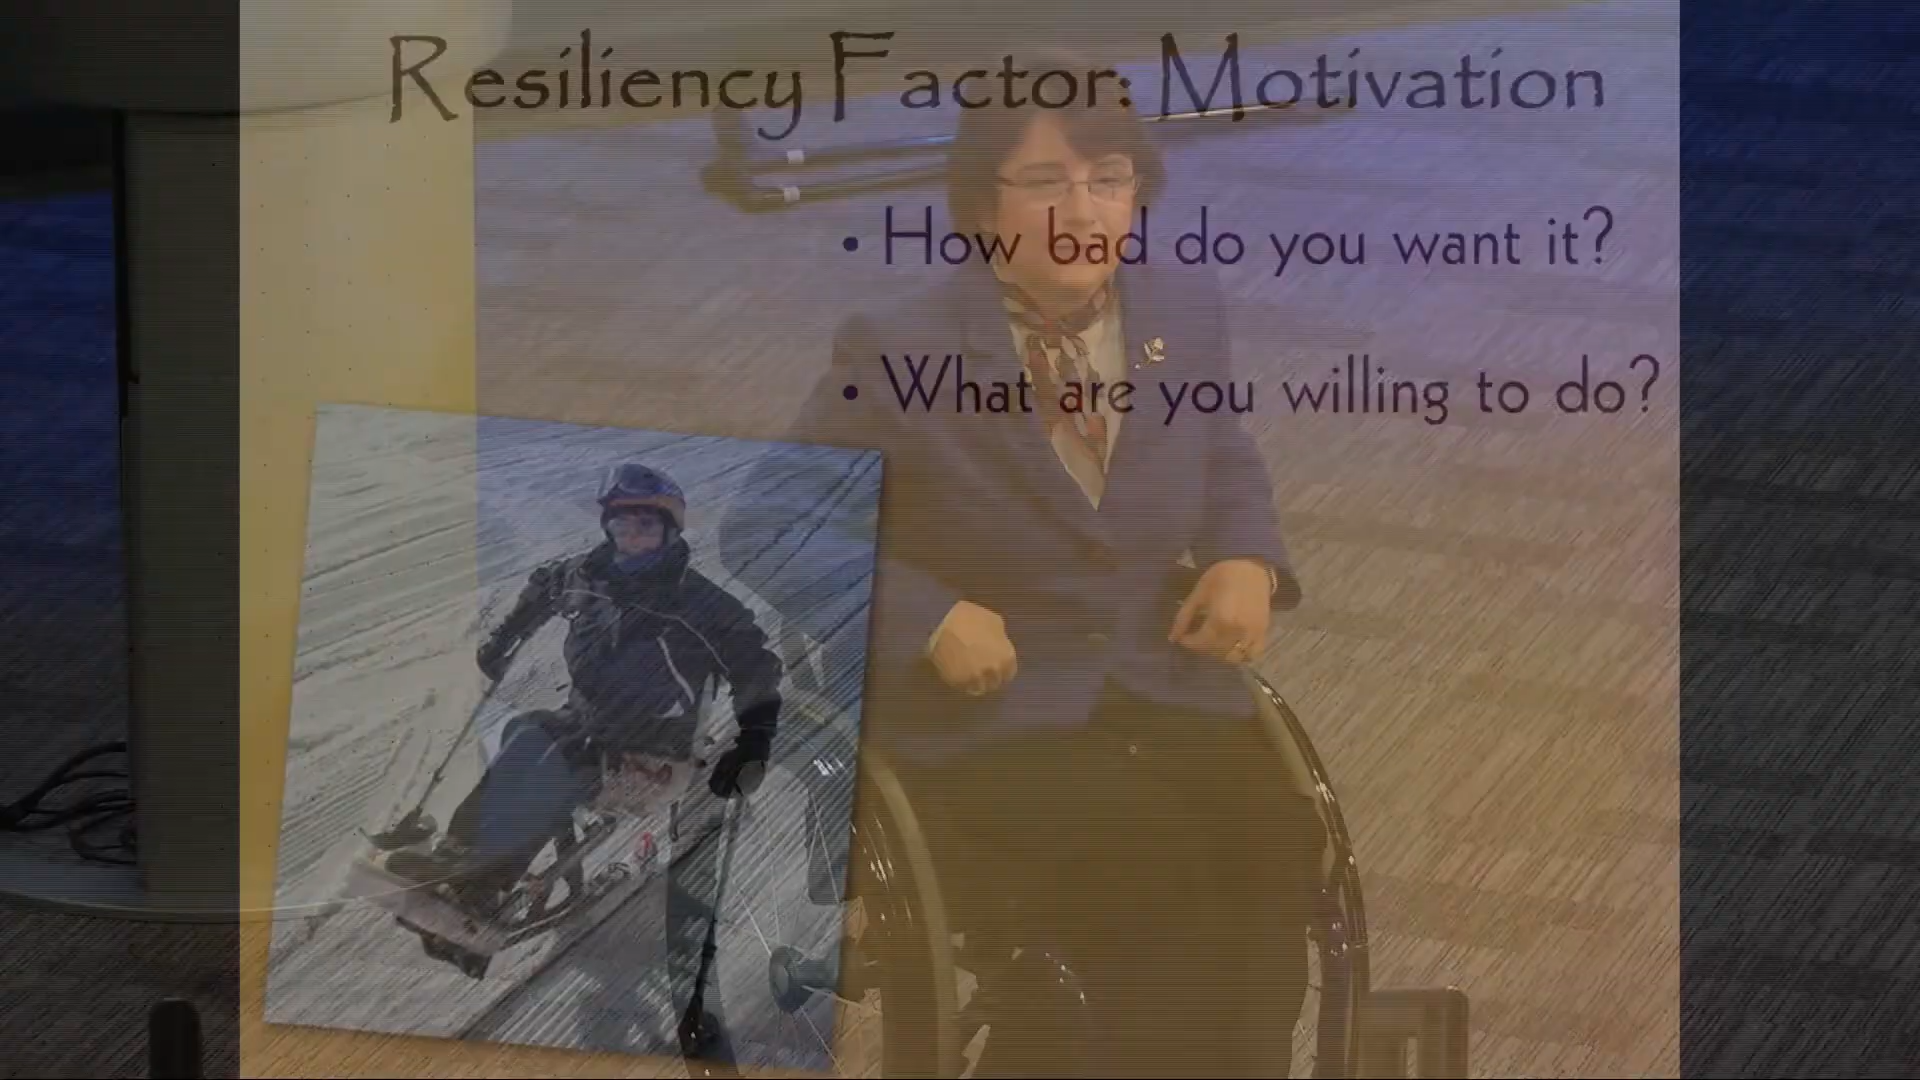 Resiliency Factor: Motivation
• How bad do you want it?
• What are you willing to do?